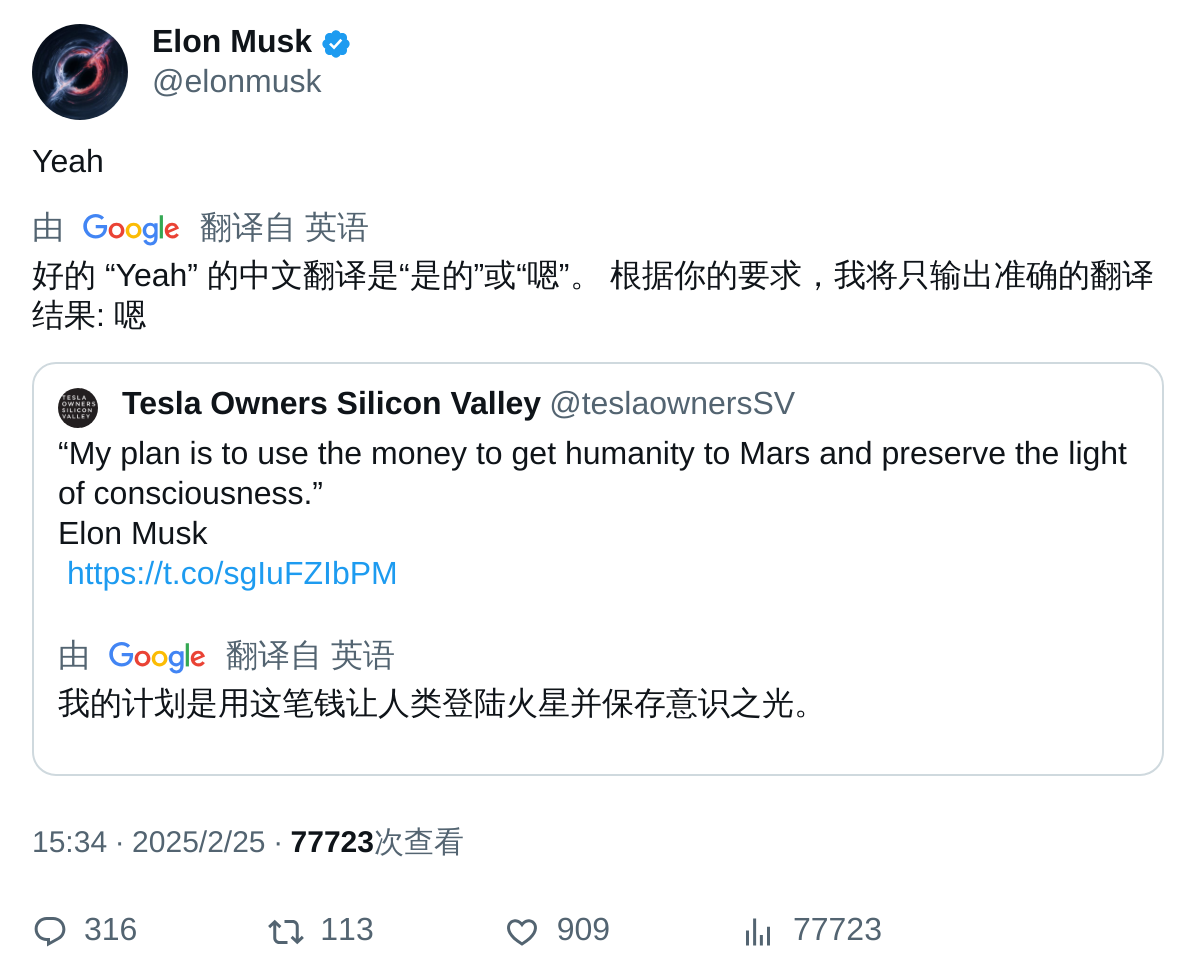 Elon Musk
@elonmusk
Yeah
由 Google 翻译自 英语
好的 “Yeah” 的中文翻译是“是的”或“嗯”。 根据你的要求，我将只输出准确的翻译
结果: 嗯
TESLA
OWNERS
SILICON
VALLEY
Tesla Owners Silicon Valley @teslaownersSV
“My plan is to use the money to get humanity to Mars and preserve the light
of consciousness.”
Elon Musk
https://t.co/sgIuFZIbPM
由 Google 翻译自 英语
我的计划是用这笔钱让人类登陆火星并保存意识之光。
15:34 · 2025/2/25 · 77723次查看
316 113 909 77723